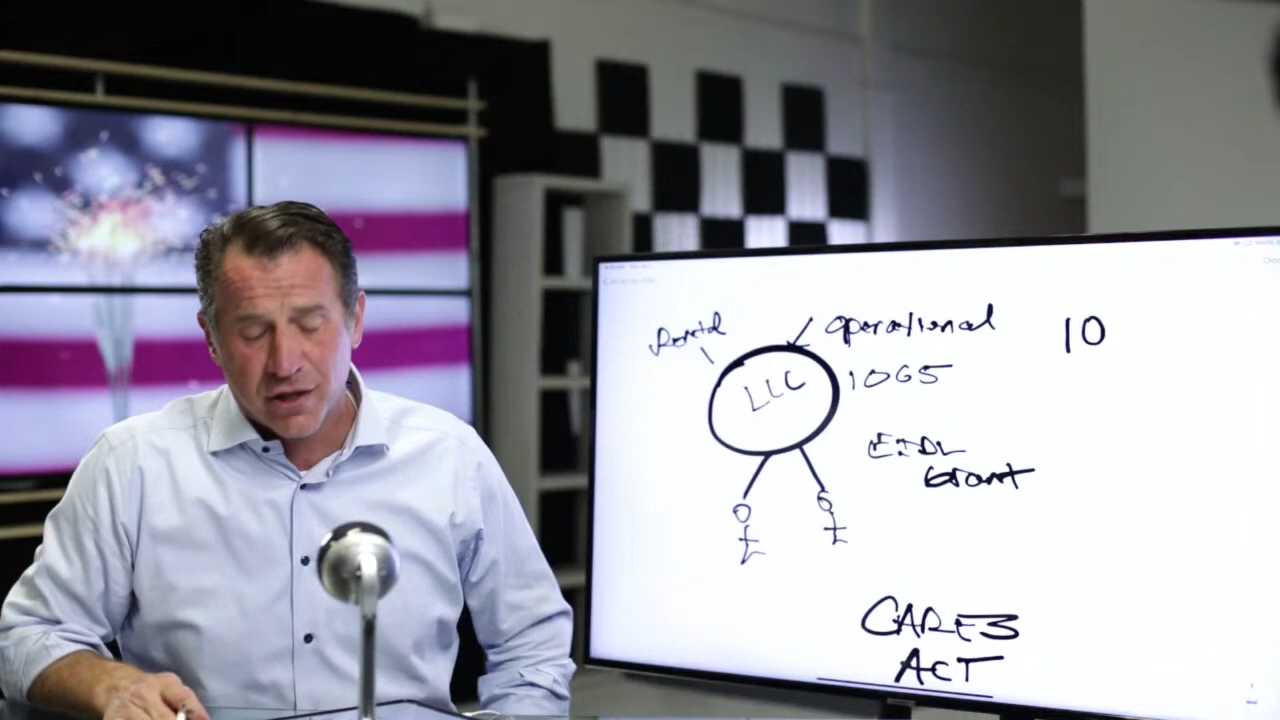 Rental
operational
10
LLC
1065
EIDL
Grant
CARES
ACT